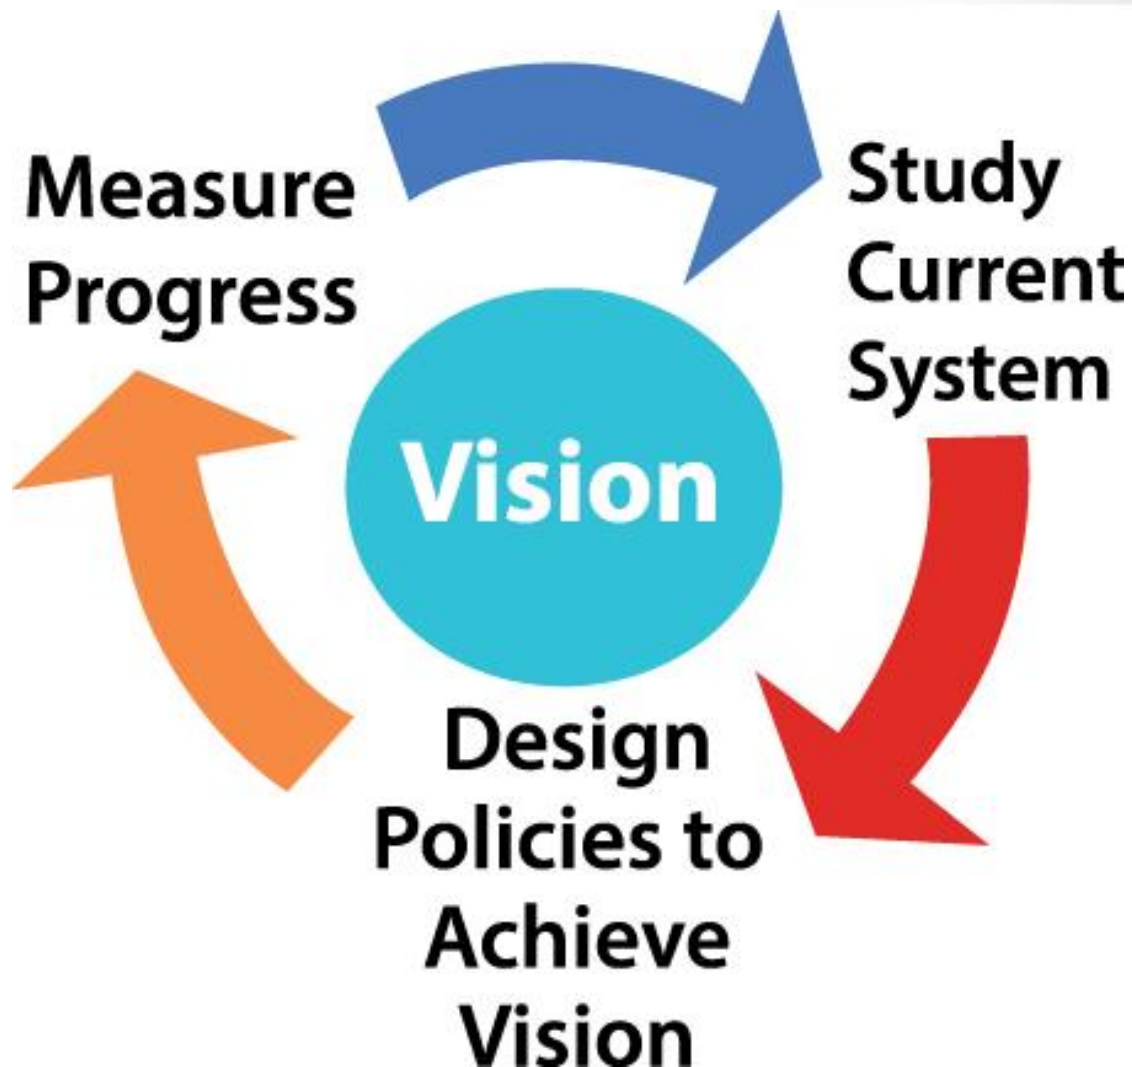 Measure
Progress
Study
Current
System
Vision
Design
Policies to
Achieve
Vision